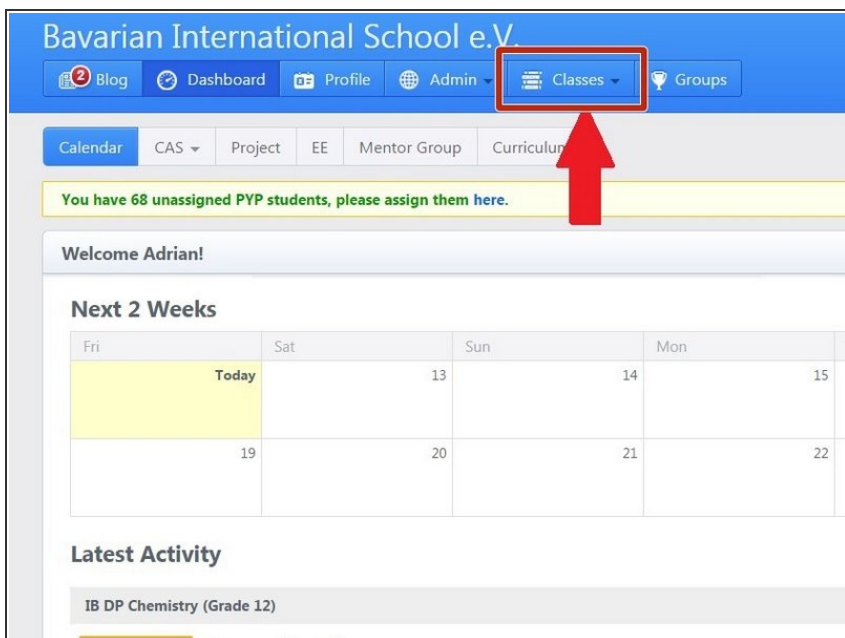 Bavarian International School e.V.
2 Blog Dashboard Profile Admin Classes Groups
Calendar CAS Project EE Mentor Group Curriculum
You have 68 unassigned PYP students, please assign them here.
Welcome Adrian!
Next 2 Weeks
Fri Sat Sun Mon
Today 13 14 15
19 20 21 22
Latest Activity
IB DP Chemistry (Grade 12)